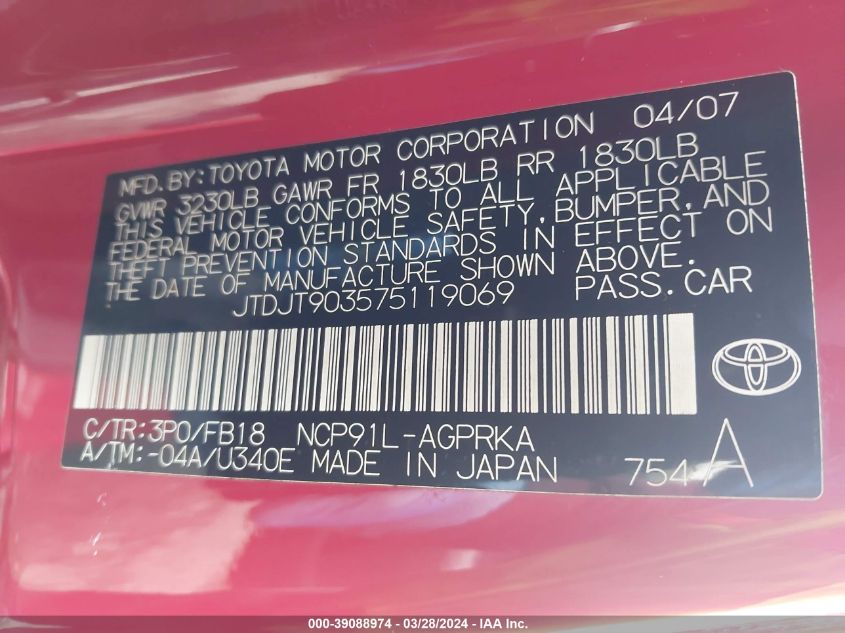 MFD.BY:TOYOTA MOTOR CORPORATION 04/07
GVWR 3230LB GAWR FR 1830LB RR 1830LB
THIS VEHICLE CONFORMS TO ALL APPLICABLE
FEDERAL MOTOR VEHICLE SAFETY,BUMPER,AND
THEFT PREVENTION STANDARDS IN EFFECT ON
THE DATE OF MANUFACTURE SHOWN ABOVE.
JTDJT903575119069 PASS.CAR
C/TR:3P0/FB18 NCP91L-AGPRKA
A/TM:-04A/U340E MADE IN JAPAN 754 A
000-39088974 - 03/28/2024 - IAA Inc.